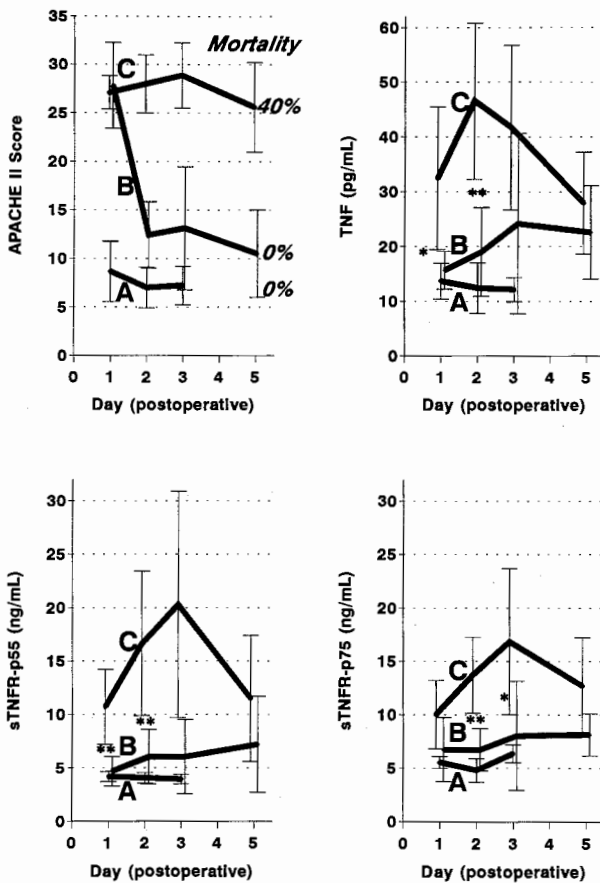 APACHE II Score
35
30
25
20
15
10
5
0
0 1 2 3 4 5
Day (postoperative)
Mortality
C
B
A
40%
0%
0%
TNF (pg/mL)
60
50
40
30
20
10
0
0 1 2 3 4 5
Day (postoperative)
C
**
*
B
A
sTNFR-p55 (ng/mL)
30
25
20
15
10
5
0
0 1 2 3 4 5
Day (postoperative)
C
** **
B
A
sTNFR-p75 (ng/mL)
30
25
20
15
10
5
0
0 1 2 3 4 5
Day (postoperative)
C
*
**
B
A